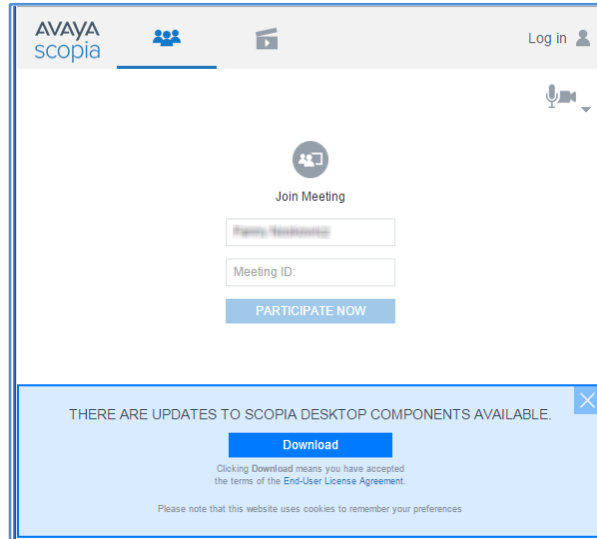 AVAYA
scopia
Log in
Join Meeting
Meeting ID:
PARTICIPATE NOW
THERE ARE UPDATES TO SCOPIA DESKTOP COMPONENTS AVAILABLE.
Download
Clicking Download means you have accepted
the terms of the End-User License Agreement.
Please note that this website uses cookies to remember your preferences